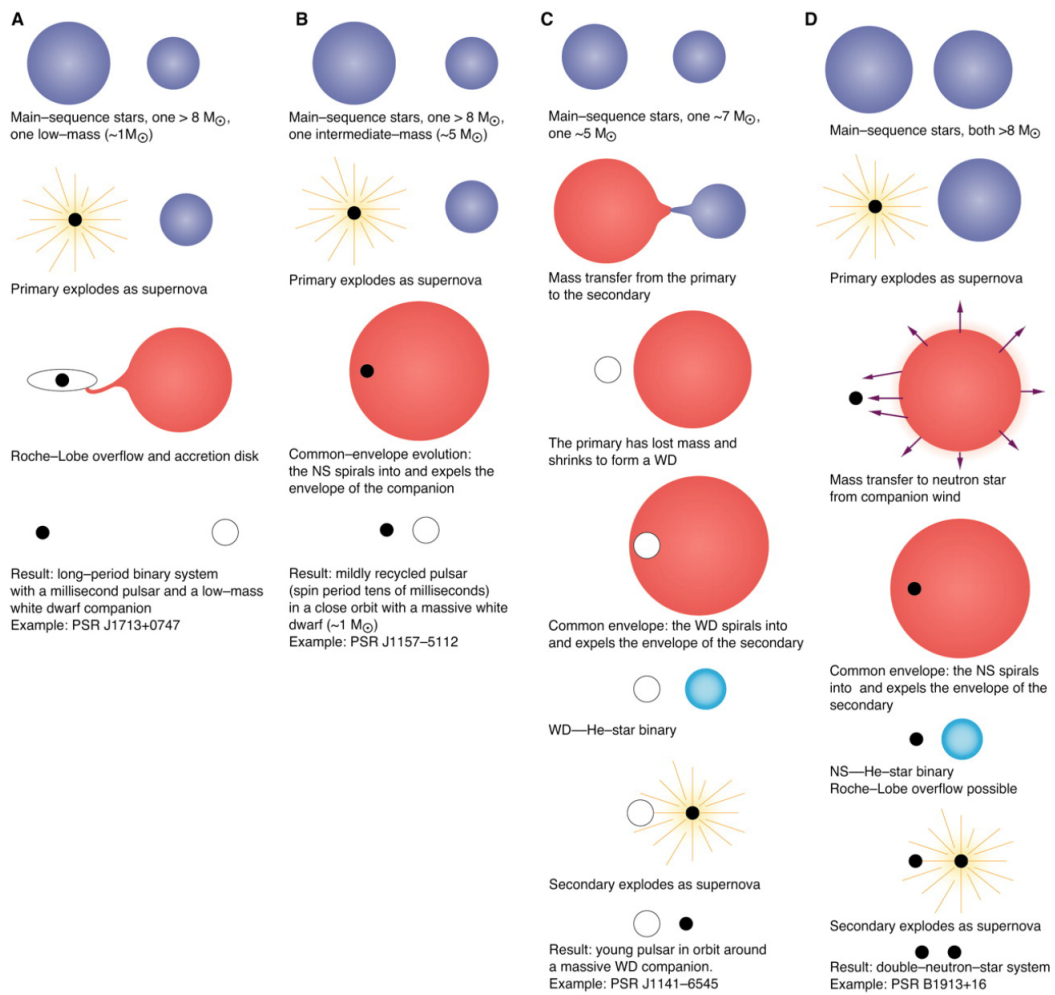 A
Main–sequence stars, one > 8 M☉,
one low–mass (~1M☉)
Primary explodes as supernova
Roche–Lobe overflow and accretion disk
Result: long–period binary system
with a millisecond pulsar and a low–mass
white dwarf companion
Example: PSR J1713+0747
B
Main–sequence stars, one > 8 M☉,
one intermediate–mass (~5 M☉)
Primary explodes as supernova
Common–envelope evolution:
the NS spirals into and expels the
envelope of the companion
Result: mildly recycled pulsar
(spin period tens of milliseconds)
in a close orbit with a massive white
dwarf (~1 M☉)
Example: PSR J1157–5112
C
Main–sequence stars, one ~7 M☉,
one ~5 M☉
Mass transfer from the primary
to the secondary
The primary has lost mass and
shrinks to form a WD
Common envelope: the WD spirals into
and expels the envelope of the secondary
WD—He–star binary
Secondary explodes as supernova
Result: young pulsar in orbit around
a massive WD companion.
Example: PSR J1141–6545
D
Main–sequence stars, both >8 M☉
Primary explodes as supernova
Mass transfer to neutron star
from companion wind
Common envelope: the NS spirals
into and expels the envelope of the
secondary
NS—He–star binary
Roche–Lobe overflow possible
Secondary explodes as supernova
Result: double–neutron–star system
Example: PSR B1913+16